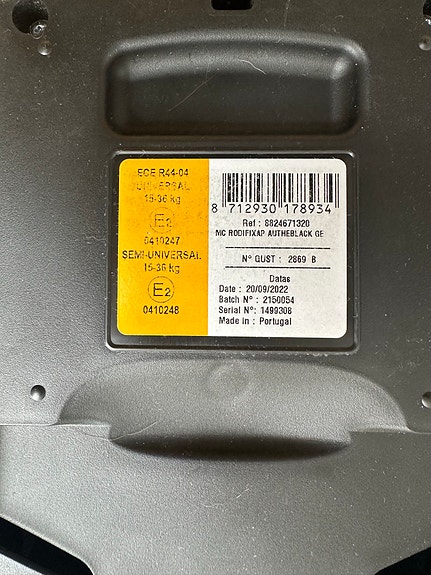 ECE R44-04
UNIVERSAL
15-36 kg
E2
0410247
SEMI-UNIVERSAL
15-36 kg
E2
0410248
8 712930 178934
Ref : 8824671320
MC RODIFIXAP AUTHEBLACK GE
N° GUST : 2869 B
Datas
Date : 20/09/2022
Batch N° : 2150054
Serial N° : 1499308
Made in : Portugal